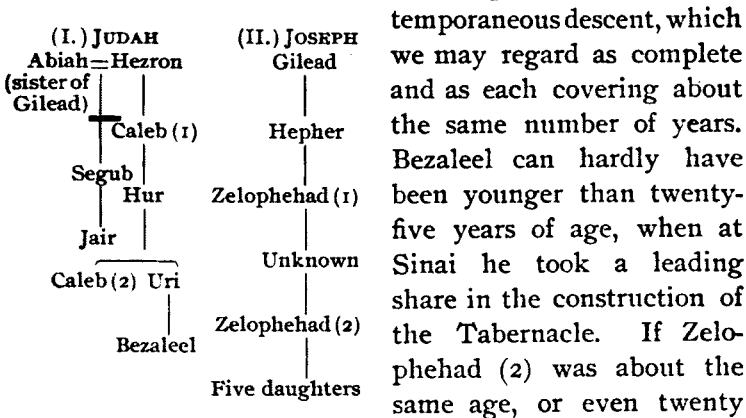 (I.) JUDAH
Abiah=Hezron
(sister of
Gilead)
Caleb (1)
Segub
Hur
Jair
Caleb (2) Uri
Bezaleel
(II.) JOSEPH
Gilead
Hepher
Zelophehad (1)
Unknown
Zelophehad (2)
Five daughters
temporaneous descent, which
we may regard as complete
and as each covering about
the same number of years.
Bezaleel can hardly have
been younger than twenty-
five years of age, when at
Sinai he took a leading
share in the construction of
the Tabernacle. If Zelo-
phehad (2) was about the
same age, or even twenty